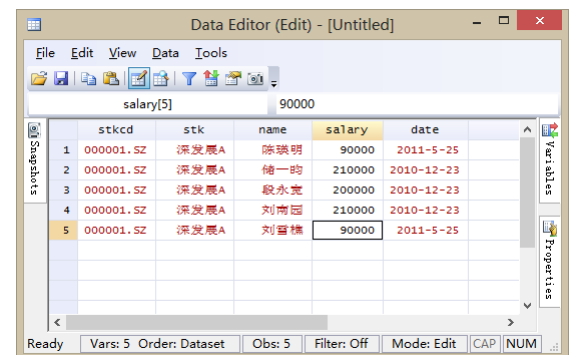 Data Editor (Edit) - [Untitled]
File Edit View Data Tools
salary[5] 90000
stkcd stk name salary date
1 000001.SZ 深发展A 陈瑛明 90000 2011-5-25
2 000001.SZ 深发展A 储一昀 210000 2010-12-23
3 000001.SZ 深发展A 段永宽 200000 2010-12-23
4 000001.SZ 深发展A 刘南园 210000 2010-12-23
5 000001.SZ 深发展A 刘雪樵 90000 2011-5-25
Snapshots
Variables
Properties
Ready Vars: 5 Order: Dataset Obs: 5 Filter: Off Mode: Edit CAP NUM